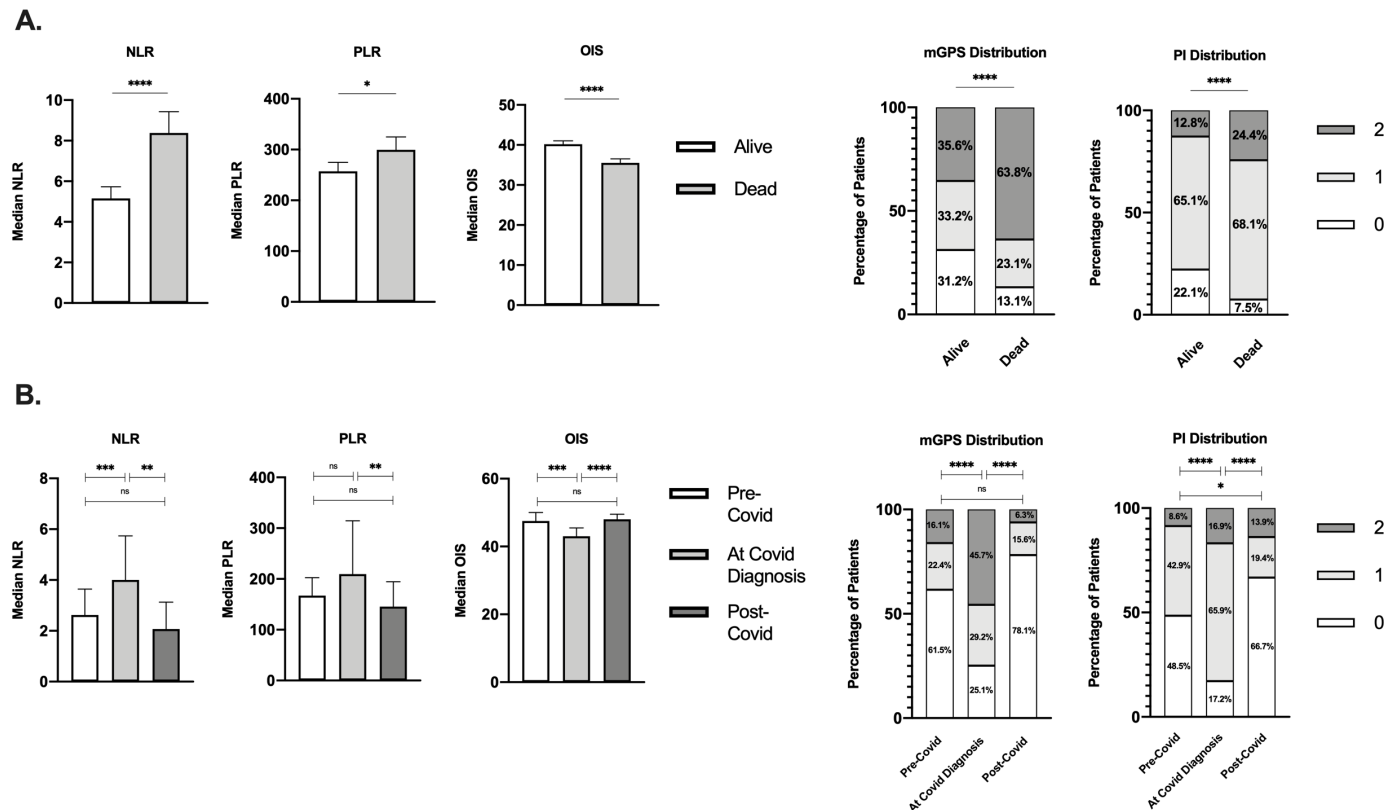 A.
NLR
****
Median NLR
10
8
6
4
2
0
PLR
*
Median PLR
400
300
200
100
0
OIS
****
Median OIS
50
40
30
20
10
0
Alive
Dead
mGPS Distribution
****
Percentage of Patients
100
50
0
35.6%
33.2%
31.2%
63.8%
23.1%
13.1%
Alive
Dead
PI Distribution
****
Percentage of Patients
100
50
0
12.8%
65.1%
22.1%
24.4%
68.1%
7.5%
Alive
Dead
2
1
0
B.
NLR
*** **
ns
Median NLR
8
6
4
2
0
PLR
ns **
ns
Median PLR
400
300
200
100
0
OIS
*** ****
ns
Median OIS
60
40
20
0
Pre-
Covid
At Covid
Diagnosis
Post-
Covid
mGPS Distribution
**** ****
ns
Percentage of Patients
100
50
0
16.1%
22.4%
61.5%
45.7%
29.2%
25.1%
6.3%
15.6%
78.1%
Pre-Covid
At Covid Diagnosis
Post-Covid
PI Distribution
**** ****
*
Percentage of Patients
100
50
0
8.6%
42.9%
48.5%
16.9%
65.9%
17.2%
13.9%
19.4%
66.7%
Pre-Covid
At Covid Diagnosis
Post-Covid
2
1
0